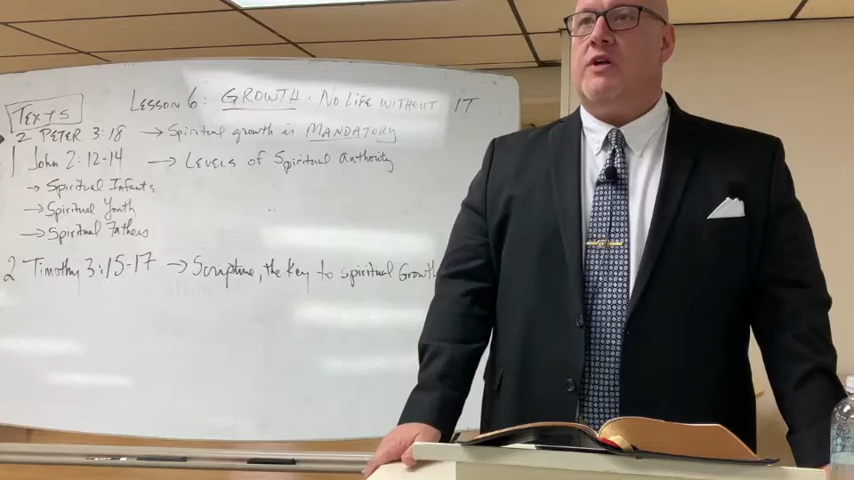 Lesson 6: GROWTH - No Life WITHOUT IT
Texts
2 PETER 3:18 → Spiritual growth is MANDATORY
1 John 2:12-14 → Levels of Spiritual Authority
→ Spiritual Infants
→ Spiritual Youth
→ Spiritual Fathers
2 Timothy 3:15-17 → Scripture, the Key to spiritual Growth